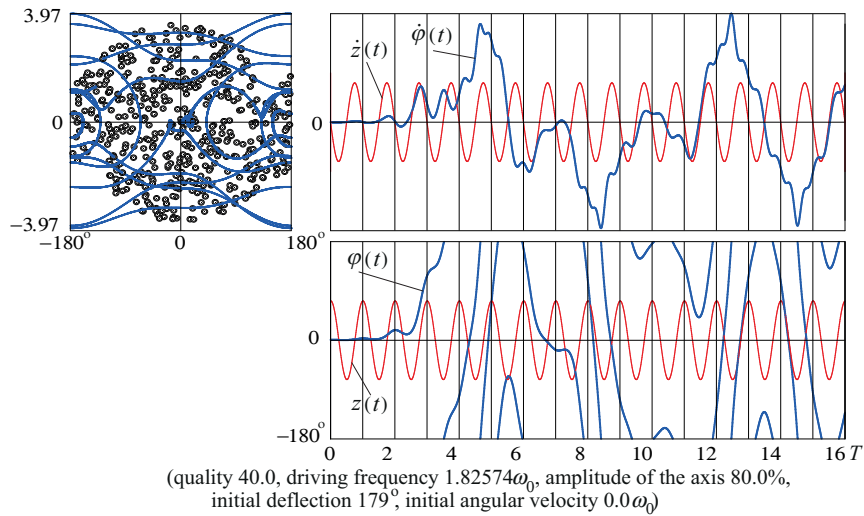 3.97
0
−3.97
−180°
0
180°
ż(t)
φ̇(t)
0
180°
φ(t)
0
z(t)
−180°
0 2 4 6 8 10 12 14 16 T
(quality 40.0, driving frequency 1.82574ω₀, amplitude of the axis 80.0%,
initial deflection 179°, initial angular velocity 0.0ω₀)